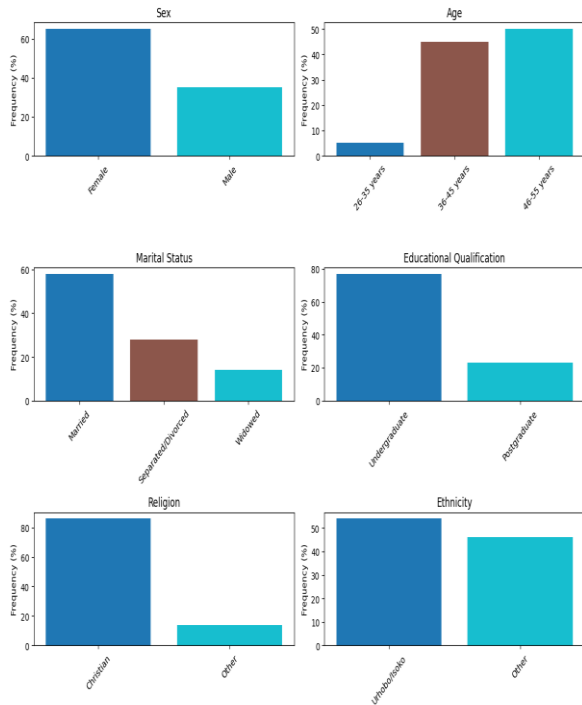 Sex
Frequency (%)
60
40
20
0
Female
Male
Age
Frequency (%)
50
40
30
20
10
0
26-35 years
36-45 years
46-55 years
Marital Status
Frequency (%)
60
40
20
0
Married
Separated/Divorced
Widowed
Educational Qualification
Frequency (%)
80
60
40
20
0
Undergraduate
Postgraduate
Religion
Frequency (%)
80
60
40
20
0
Christian
Other
Ethnicity
Frequency (%)
50
40
30
20
10
0
Urhobo/Isoko
Other